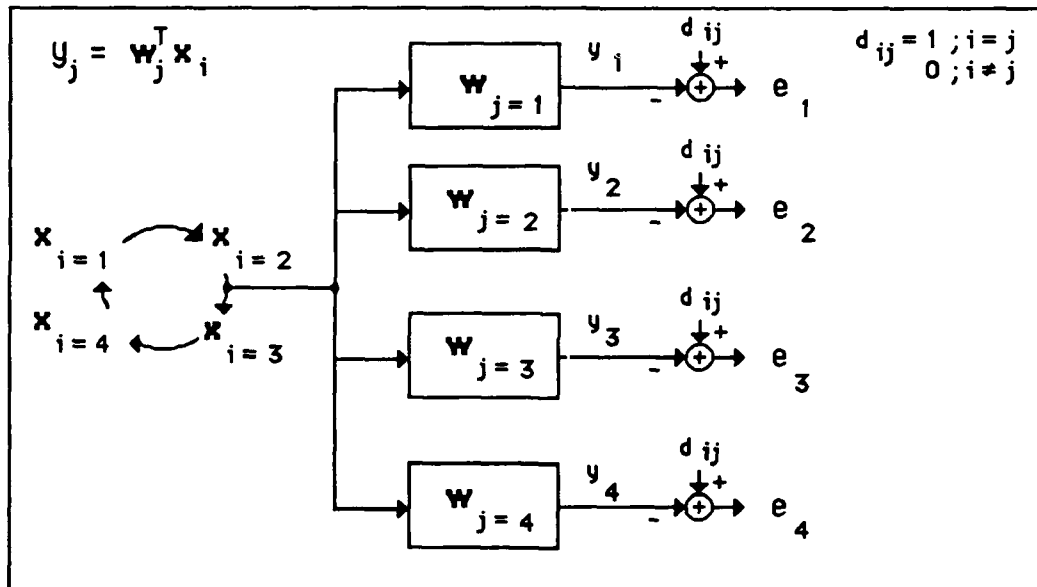 y_j = w_j^T x_i
d_ij = 1 ; i = j
0 ; i ≠ j
w_j = 1
y_i
d_ij
+
-
+
e_1
w_j = 2
y_2
d_ij
+
-
+
e_2
x_i = 1
x_i = 2
x_i = 4
x_i = 3
w_j = 3
y_3
d_ij
+
-
+
e_3
w_j = 4
y_4
d_ij
+
-
+
e_4